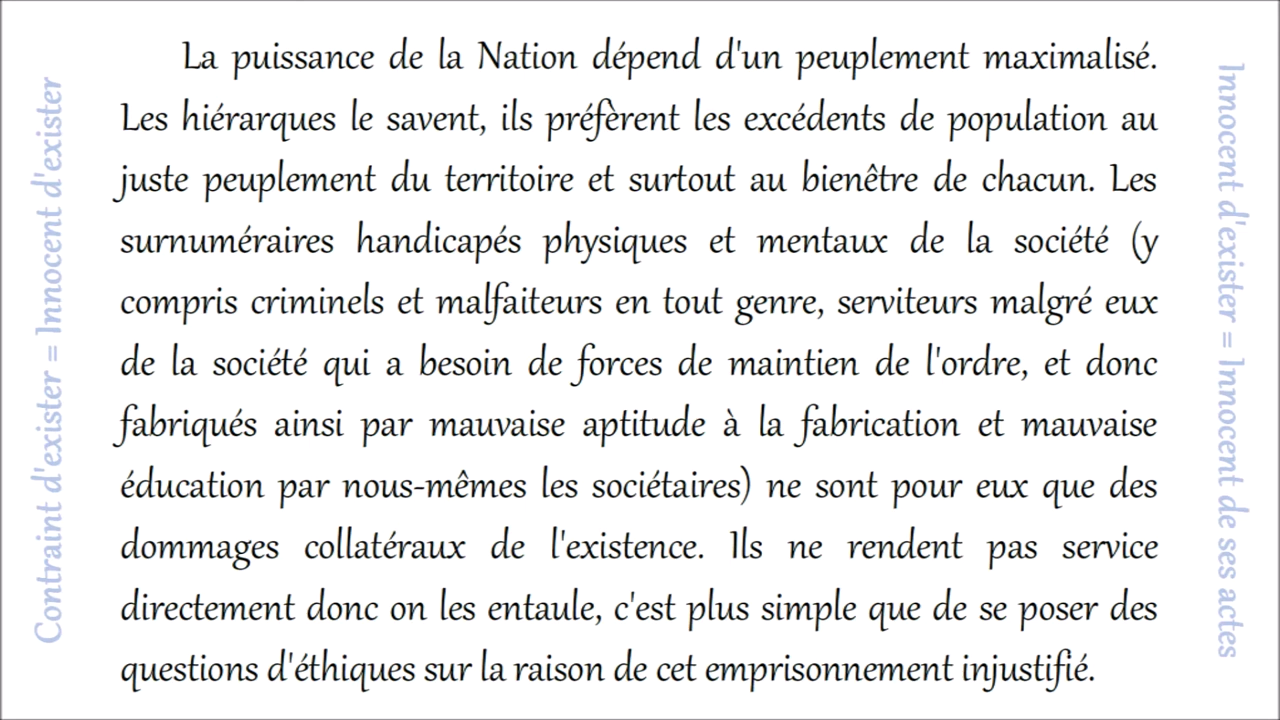 Contraint d'exister = Innocent d'exister
La puissance de la Nation dépend d'un peuplement maximalisé.
Les hiérarques le savent, ils préfèrent les excédents de population au
juste peuplement du territoire et surtout au bienêtre de chacun. Les
surnuméraires handicapés physiques et mentaux de la société (y
compris criminels et malfaiteurs en tout genre, serviteurs malgré eux
de la société qui a besoin de forces de maintien de l'ordre, et donc
fabriqués ainsi par mauvaise aptitude à la fabrication et mauvaise
éducation par nous-mêmes les sociétaires) ne sont pour eux que des
dommages collatéraux de l'existence. Ils ne rendent pas service
directement donc on les entaule, c'est plus simple que de se poser des
questions d'éthiques sur la raison de cet emprisonnement injustifié.
Innocent d'exister = Innocent de ses actes